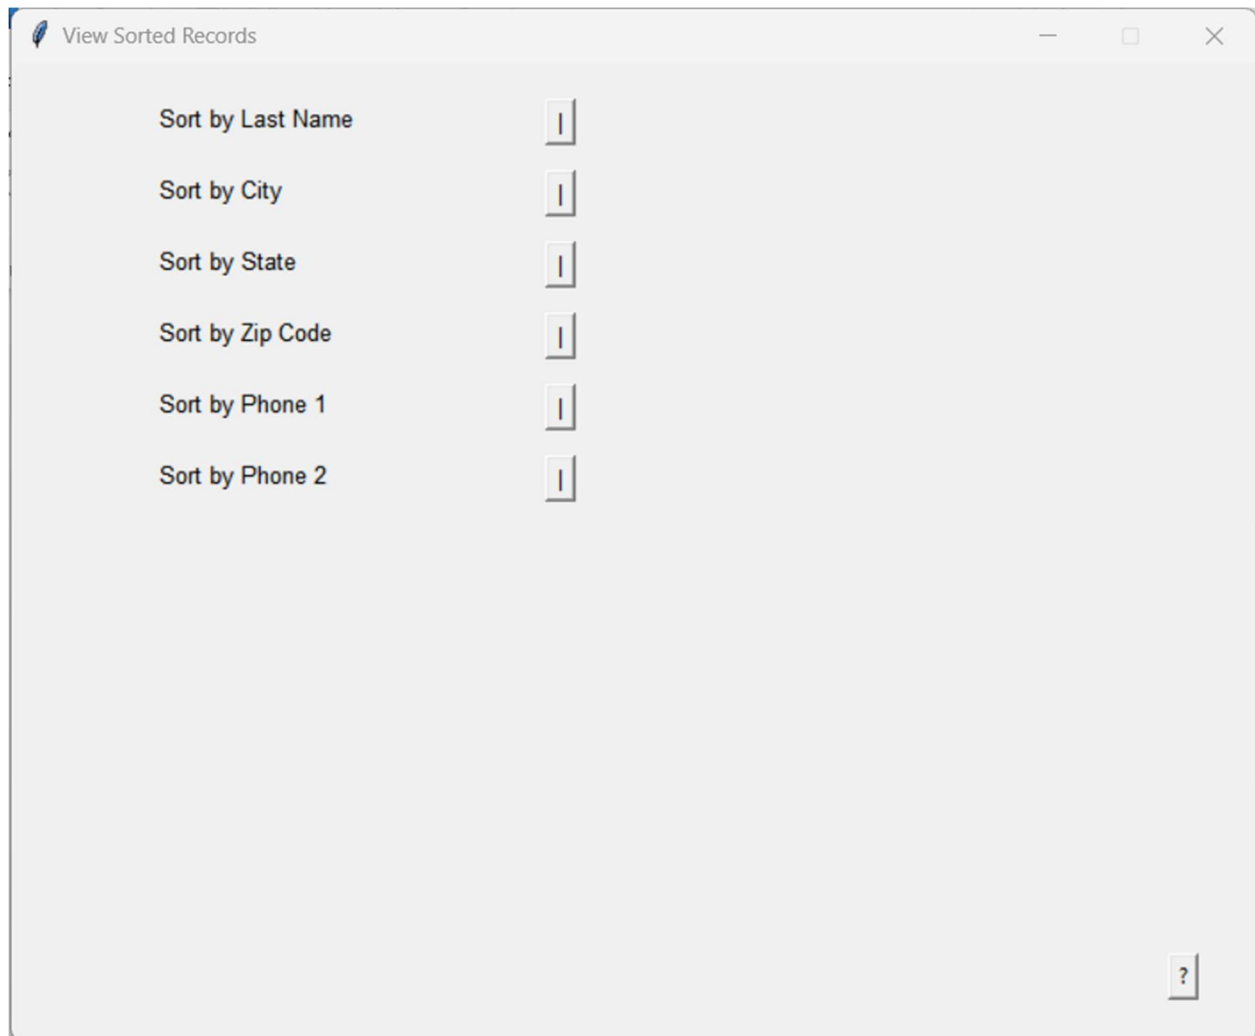 View Sorted Records
Sort by Last Name |
Sort by City |
Sort by State |
Sort by Zip Code |
Sort by Phone 1 |
Sort by Phone 2 |
?